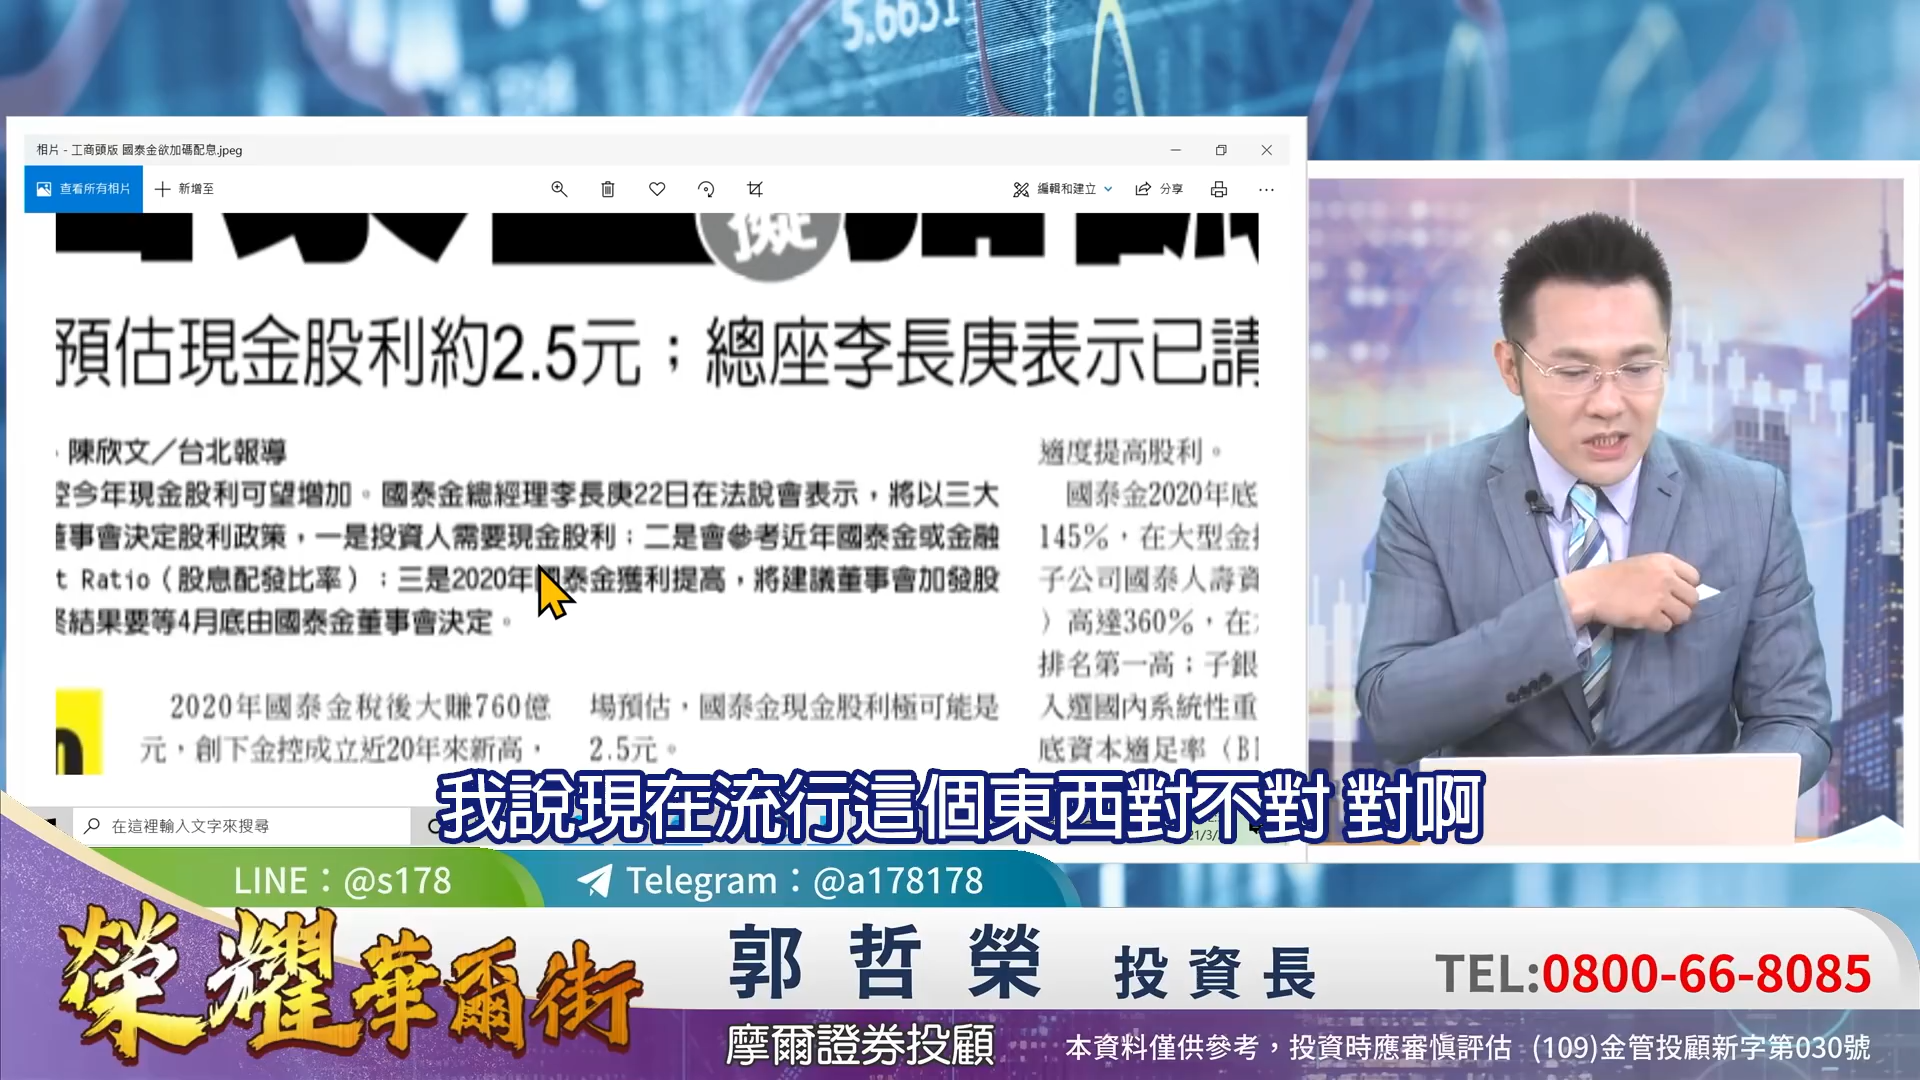 5.6631
相片 - 工商頭版 國泰金欲加碼配息.jpeg
查看所有相片
新增至
編輯和建立
分享
擬
預估現金股利約2.5元；總座李長庚表示已請
陳欣文／台北報導
今年現金股利可望增加。國泰金總經理李長庚22日在法說會表示，將以三大
董事會決定股利政策，一是投資人需要現金股利；二是會參考近年國泰金或金融
t Ratio（股息配發比率）；三是2020年國泰金獲利提高，將建議董事會加發股
結果要等4月底由國泰金董事會決定。
2020年國泰金稅後大賺760億
元，創下金控成立近20年來新高，
場預估，國泰金現金股利極可能是
2.5元。
適度提高股利。
國泰金2020年底
145％，在大型金
子公司國泰人壽資
）高達360％，在
排名第一高；子銀
入選國內系統性重
底資本適足率（BI
在這裡輸入文字來搜尋
21/3/
我說現在流行這個東西對不對 對啊
LINE：@s178
Telegram：@a178178
榮耀華爾街
郭哲榮 投資長
TEL:0800-66-8085
摩爾證券投顧
本資料僅供參考，投資時應審慎評估 (109)金管投顧新字第030號